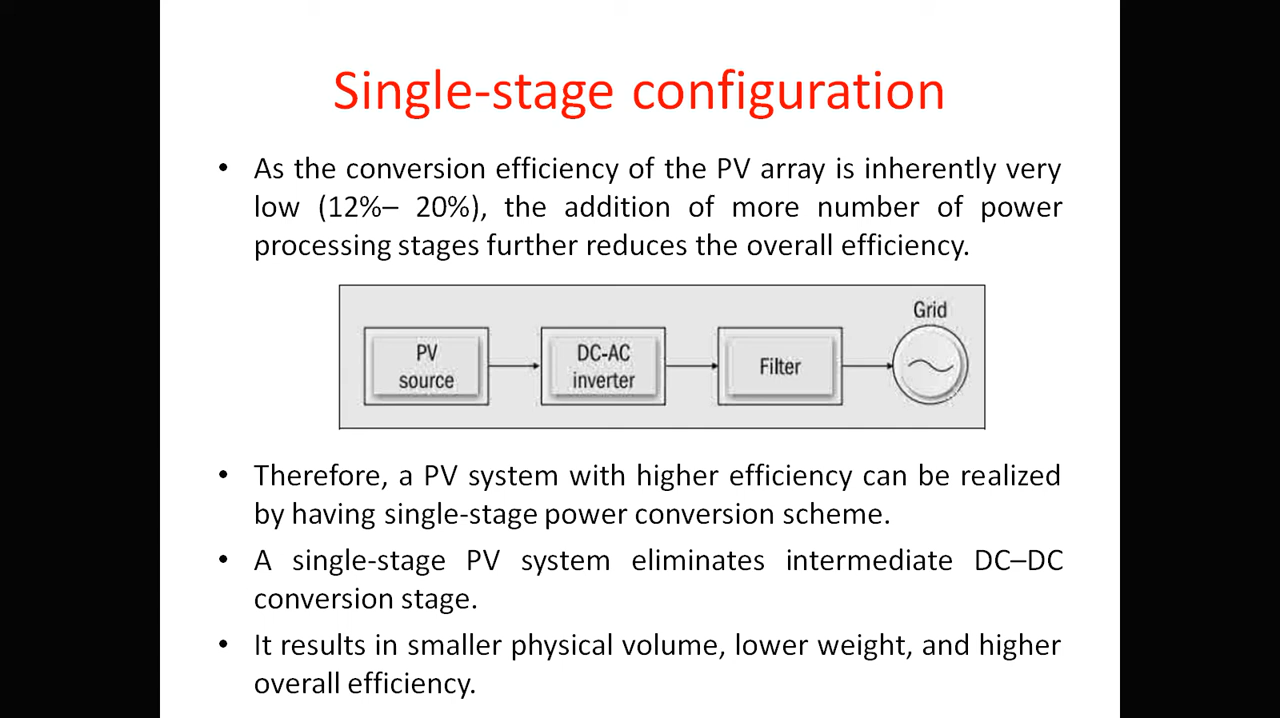 Single-stage configuration
• As the conversion efficiency of the PV array is inherently very
low (12%– 20%), the addition of more number of power
processing stages further reduces the overall efficiency.
Grid
PV
source
DC-AC
inverter
Filter
• Therefore, a PV system with higher efficiency can be realized
by having single-stage power conversion scheme.
• A single-stage PV system eliminates intermediate DC–DC
conversion stage.
• It results in smaller physical volume, lower weight, and higher
overall efficiency.